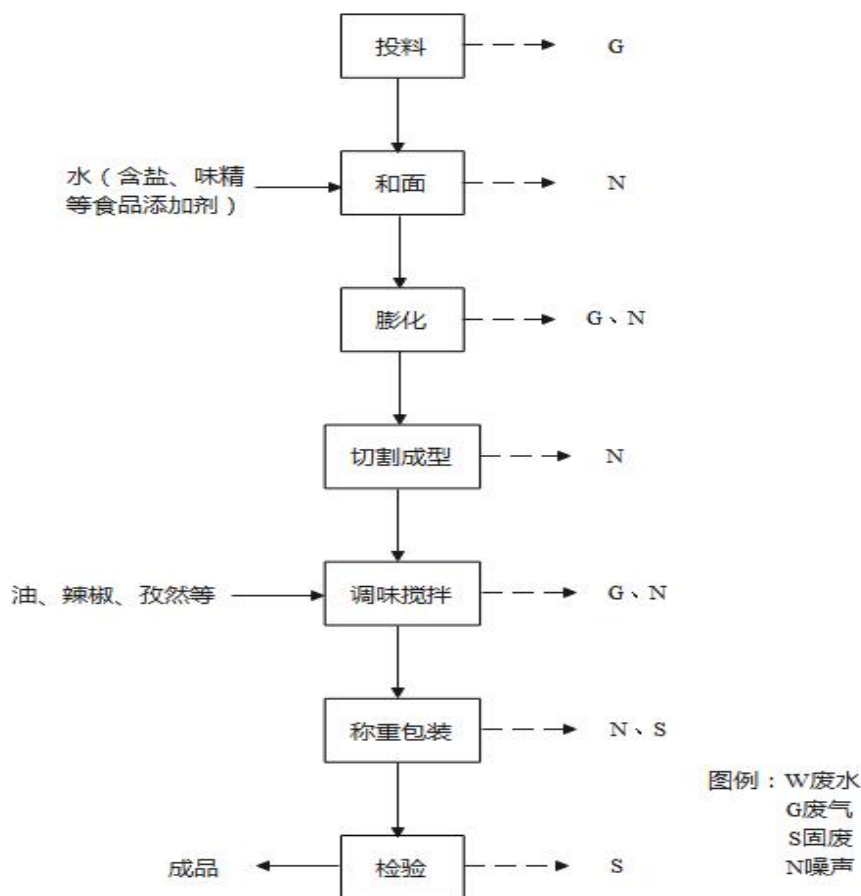 投料
G
水（含盐、味精
等食品添加剂）
和面
N
膨化
G、N
切割成型
N
油、辣椒、孜然等
调味搅拌
G、N
称重包装
N、S
图例：W废水
G废气
S固废
N噪声
成品
检验
S